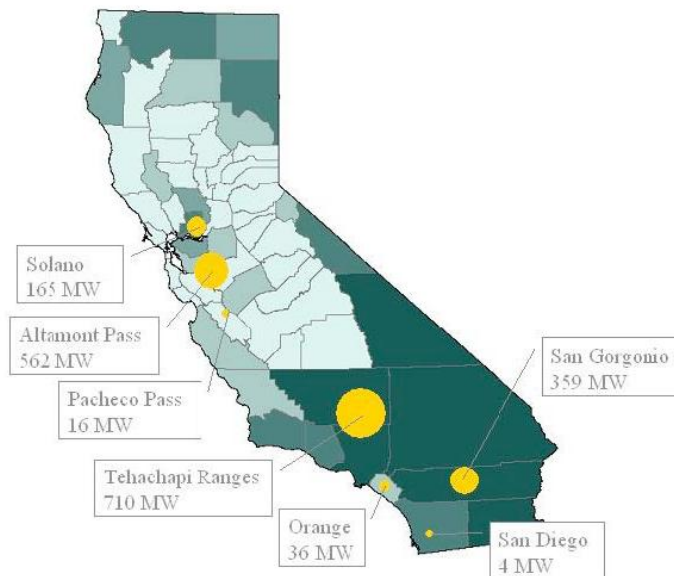 Solano
165 MW
Altamont Pass
562 MW
Pacheco Pass
16 MW
Tehachapi Ranges
710 MW
Orange
36 MW
San Gorgonio
359 MW
San Diego
4 MW